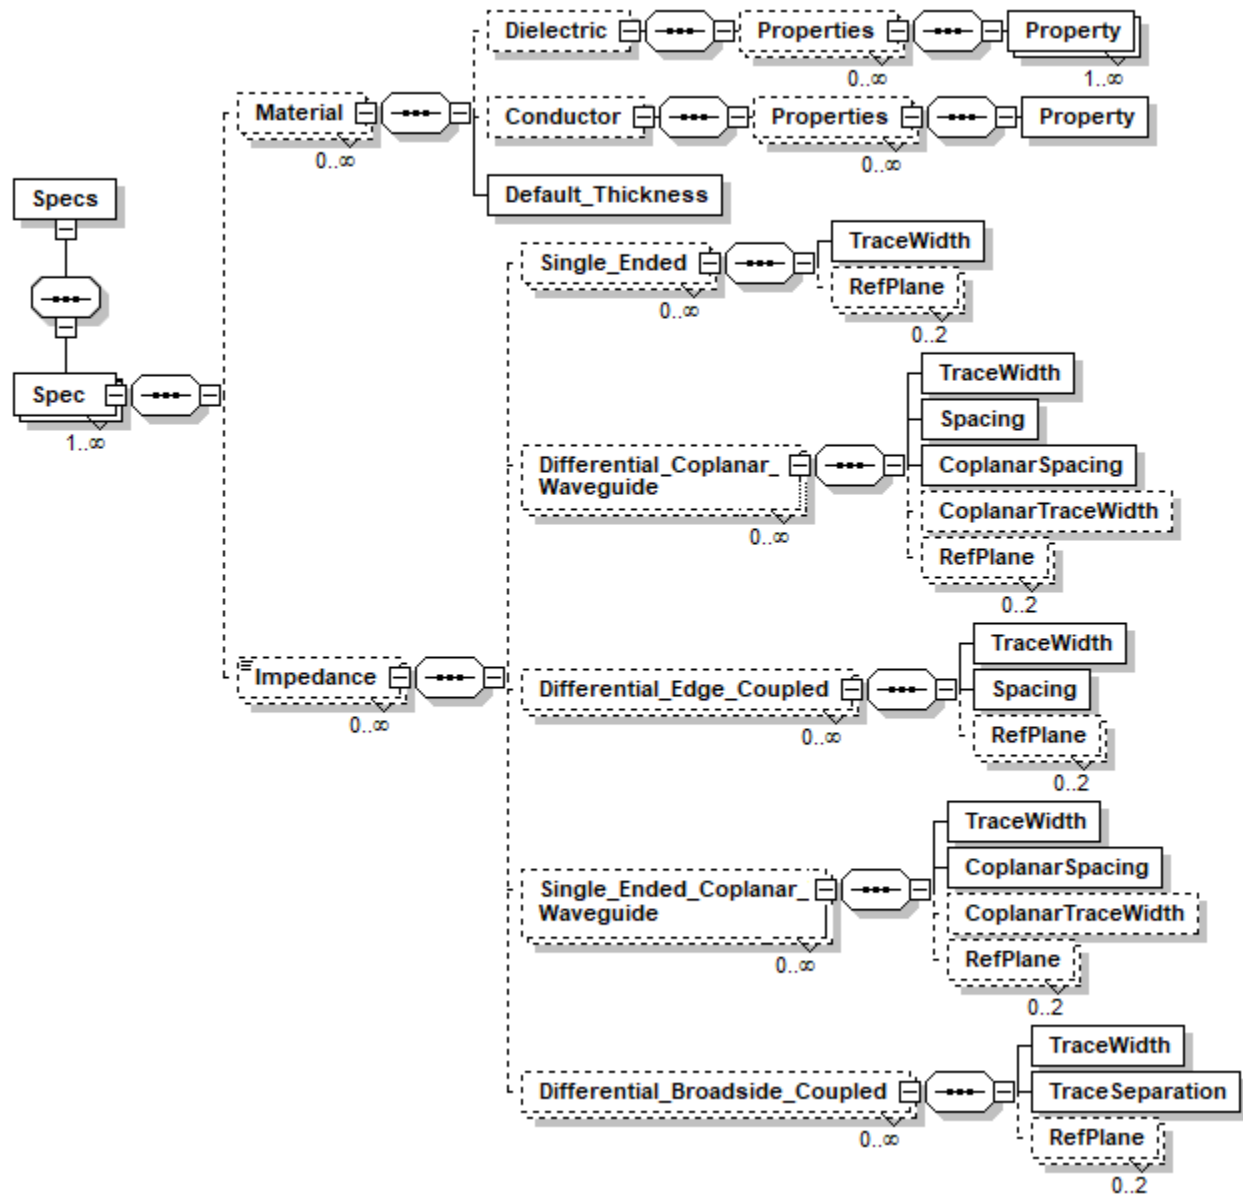 Specs
Spec
1..∞
Material
0..∞
Dielectric
Properties
0..∞
Property
1..∞
Conductor
Properties
0..∞
Property
Default_Thickness
Impedance
0..∞
Single_Ended
0..∞
TraceWidth
RefPlane
0..2
Differential_Coplanar_
Waveguide
0..∞
TraceWidth
Spacing
CoplanarSpacing
CoplanarTraceWidth
RefPlane
0..2
Differential_Edge_Coupled
0..∞
TraceWidth
Spacing
RefPlane
0..2
Single_Ended_Coplanar_
Waveguide
0..∞
TraceWidth
CoplanarSpacing
CoplanarTraceWidth
RefPlane
0..2
Differential_Broadside_Coupled
0..∞
TraceWidth
TraceSeparation
RefPlane
0..2